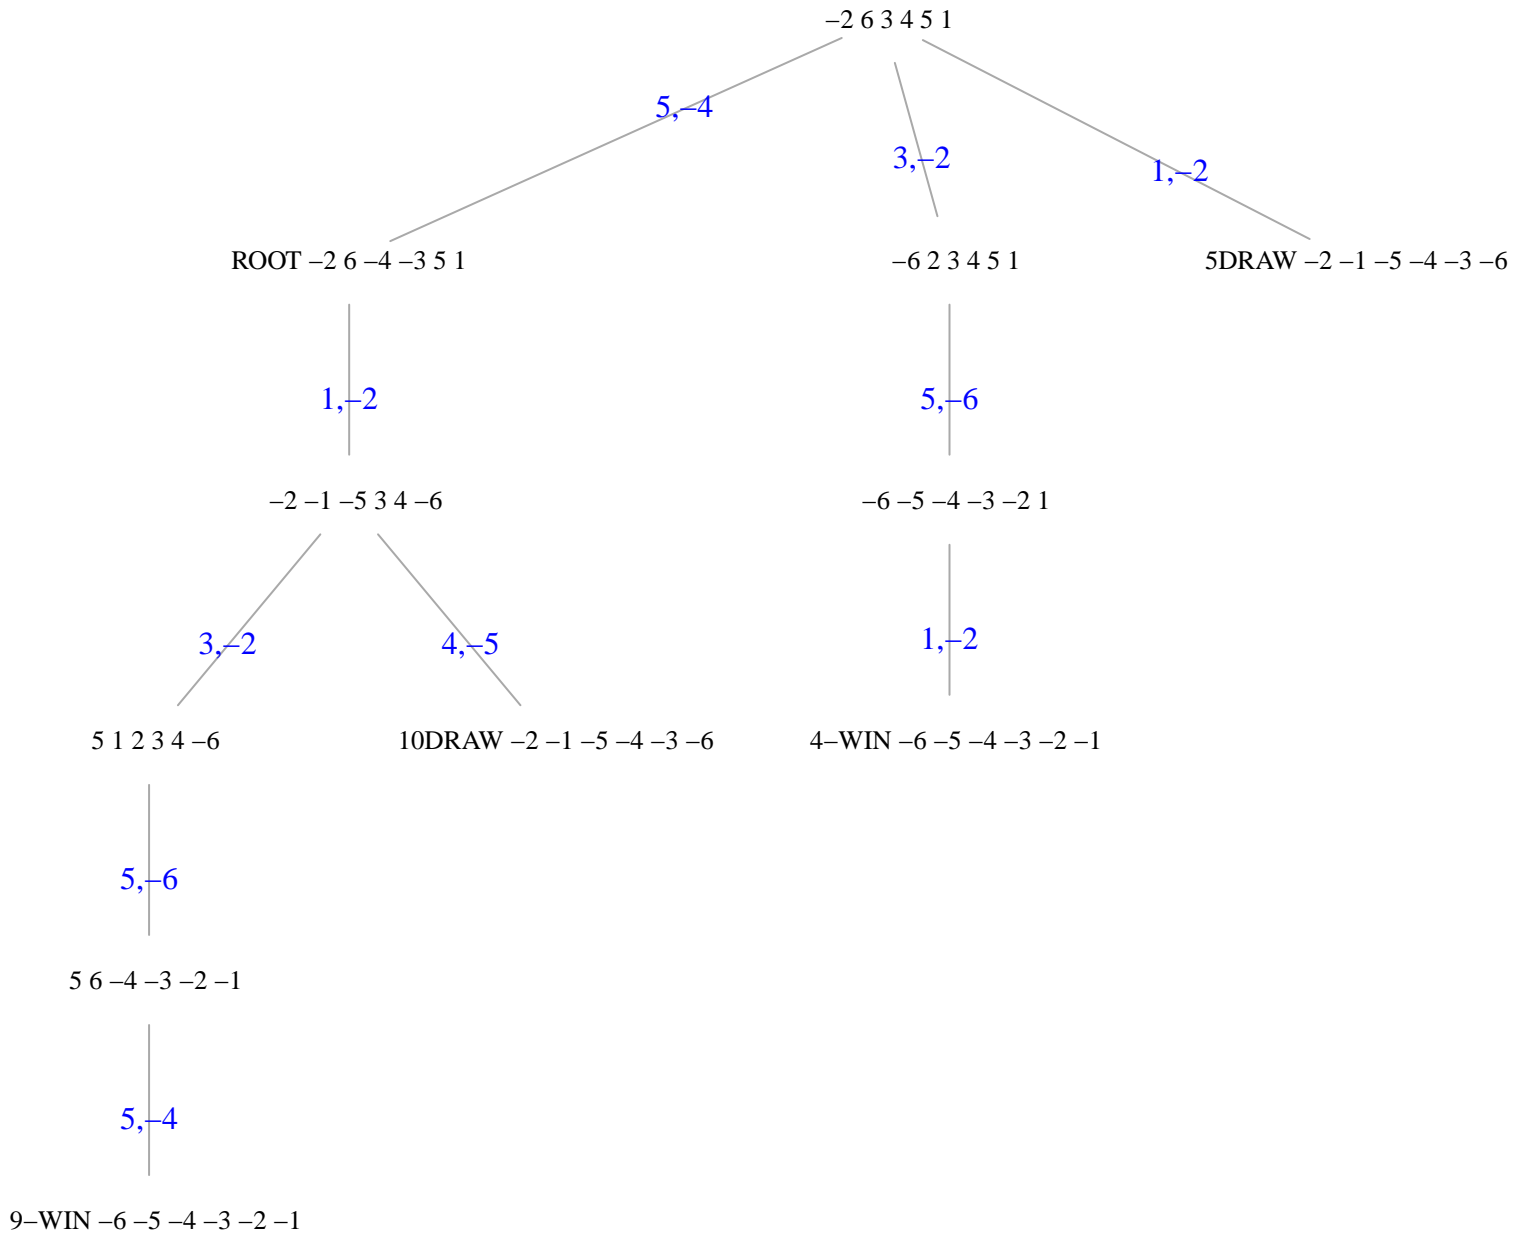 –2 6 3 4 5 1
5,–4
3,–2
1,–2
ROOT –2 6 –4 –3 5 1
–6 2 3 4 5 1
5DRAW –2 –1 –5 –4 –3 –6
1,–2
5,–6
–2 –1 –5 3 4 –6
–6 –5 –4 –3 –2 1
3,–2
4,–5
1,–2
5 1 2 3 4 –6
10DRAW –2 –1 –5 –4 –3 –6
4–WIN –6 –5 –4 –3 –2 –1
5,–6
5 6 –4 –3 –2 –1
5,–4
9–WIN –6 –5 –4 –3 –2 –1